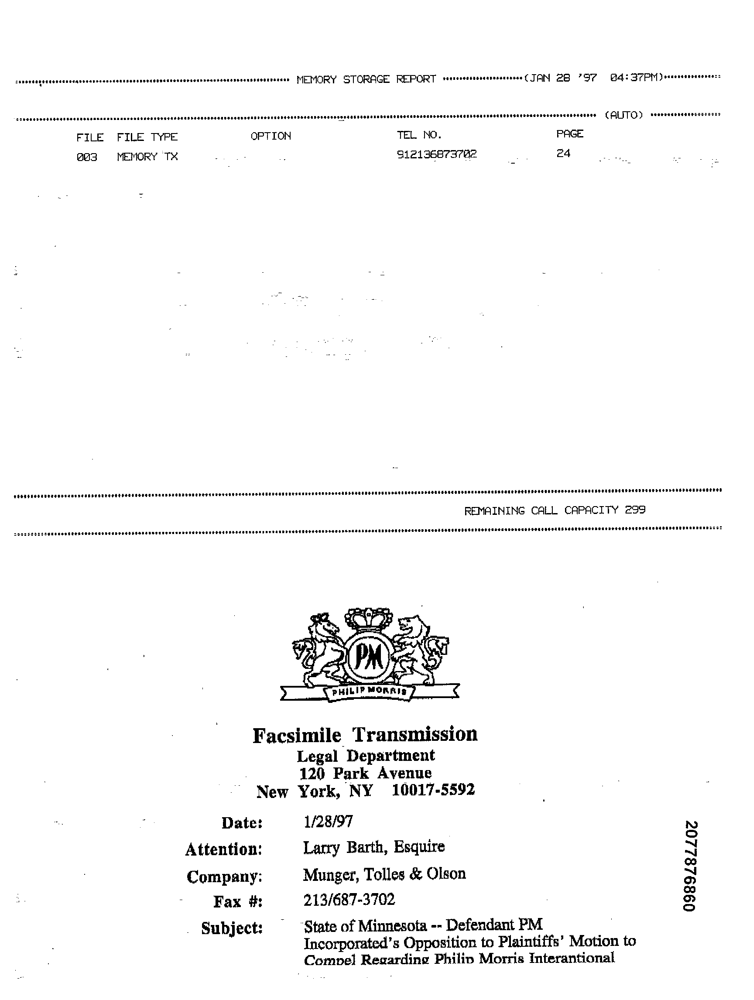 MEMORY STORAGE REPORT (JAN 28 '97 04:37PM)
(AUTO)
FILE FILE TYPE OPTION TEL NO. PAGE
003 MEMORY TX 912136873702 24
REMAINING CALL CAPACITY 299
PM
PHILIP MORRIS
Facsimile Transmission
Legal Department
120 Park Avenue
New York, NY 10017-5592
Date: 1/28/97
Attention: Larry Barth, Esquire
Company: Munger, Tolles & Olson
Fax #: 213/687-3702
Subject: State of Minnesota -- Defendant PM
Incorporated's Opposition to Plaintiffs' Motion to
Compel Regarding Philip Morris Interantional
2077876860